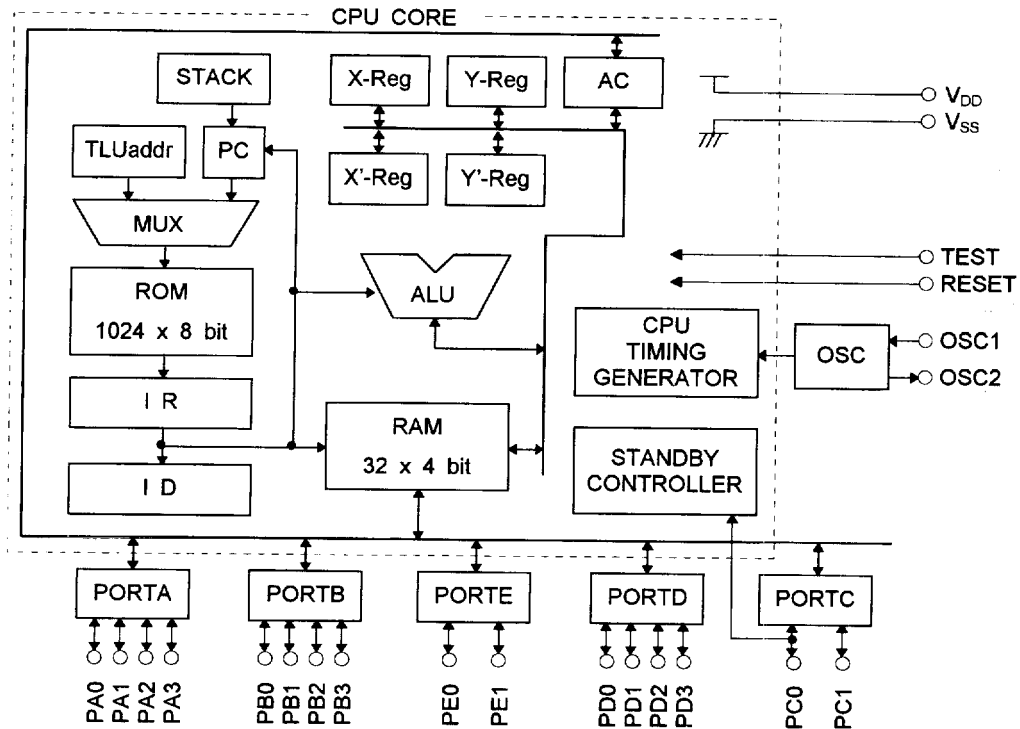 CPU CORE
STACK
X-Reg
Y-Reg
AC
VDD
VSS
TLUaddr
PC
X'-Reg
Y'-Reg
MUX
TEST
RESET
ROM
1024 x 8 bit
ALU
CPU
TIMING
GENERATOR
OSC
OSC1
OSC2
I R
RAM
32 x 4 bit
STANDBY
CONTROLLER
I D
PORTA
PORTB
PORTE
PORTD
PORTC
PA0
PA1
PA2
PA3
PB0
PB1
PB2
PB3
PE0
PE1
PD0
PD1
PD2
PD3
PC0
PC1